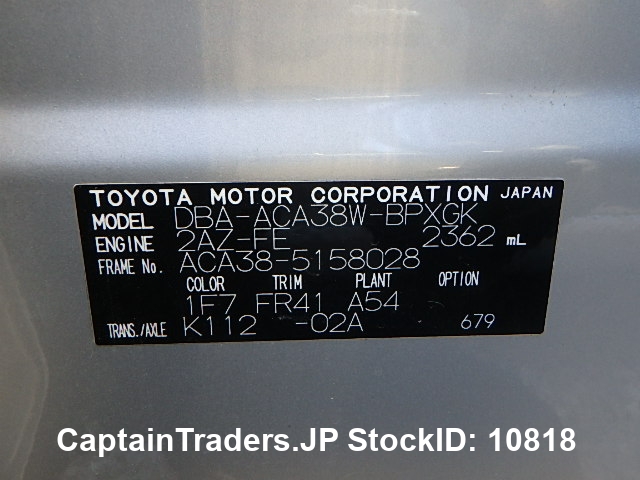 TOYOTA MOTOR CORPORATION JAPAN
MODEL DBA-ACA38W-BPXGK
ENGINE 2AZ-FE 2362 mL
FRAME No. ACA38-5158028
COLOR TRIM PLANT
1F7 FR41 A54
TRANS./AXLE K112 -02A 679
CaptainTraders.JP StockID: 10818